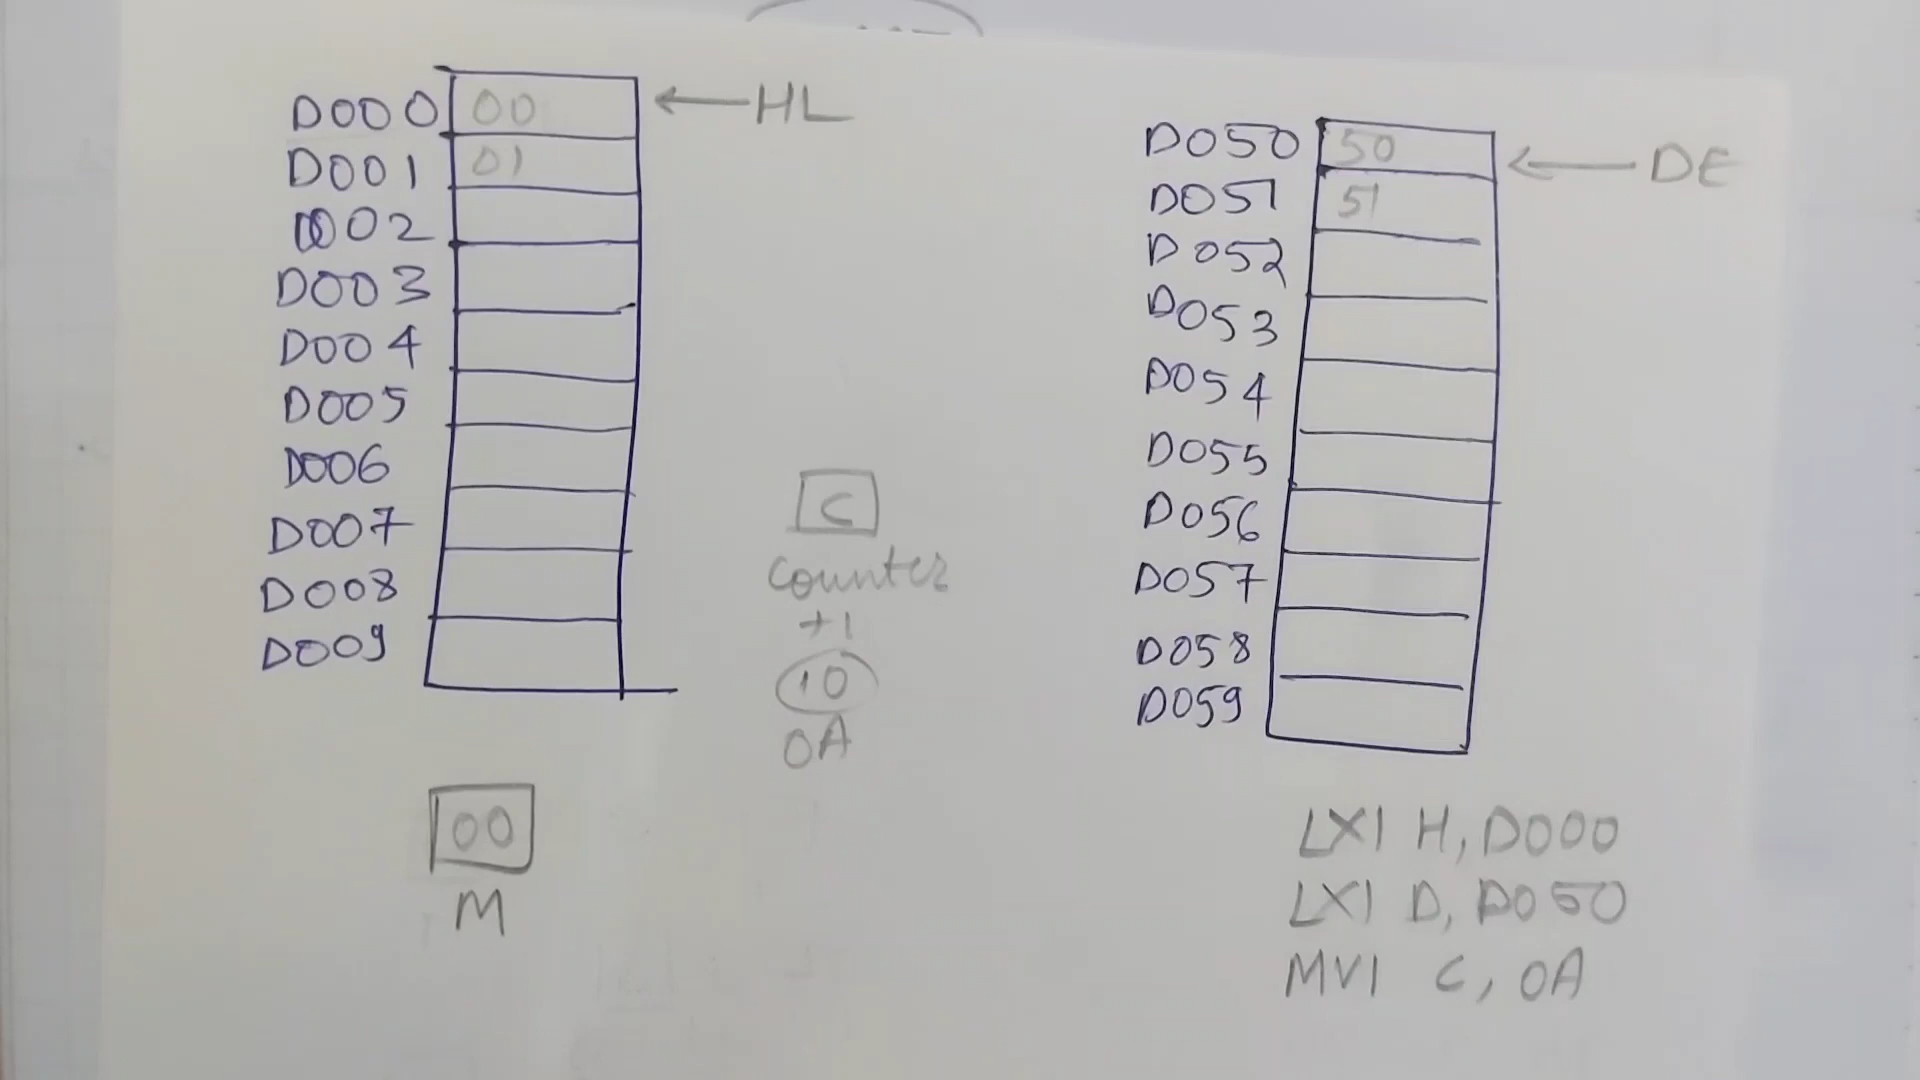 D000 00 ← HL
D001 01
D002
D003
D004
D005
D006
D007
D008
D009
00
M
C
counter
+1
10
0A
D050 50 ← DE
D051 51
D052
D053
D054
D055
D056
D057
D058
D059
LXI H, D000
LXI D, D050
MVI C, 0A